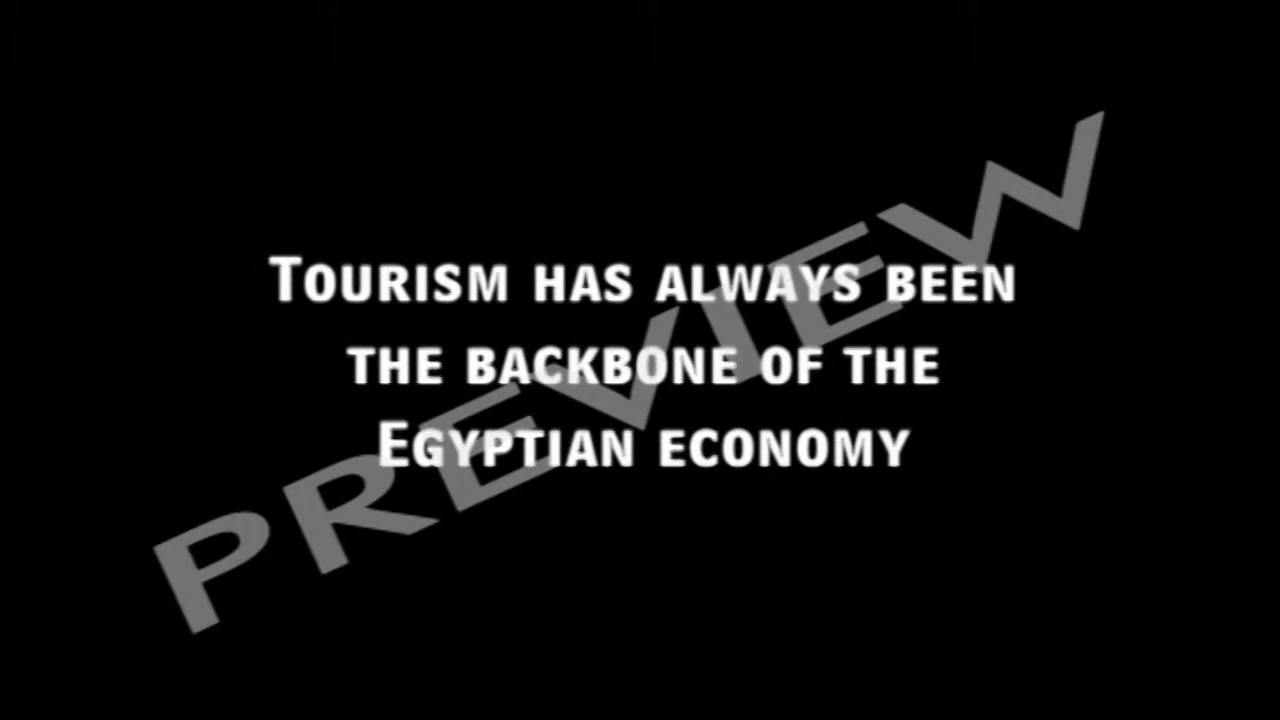 Tourism has always been
the backbone of the
Egyptian economy
PREVIEW